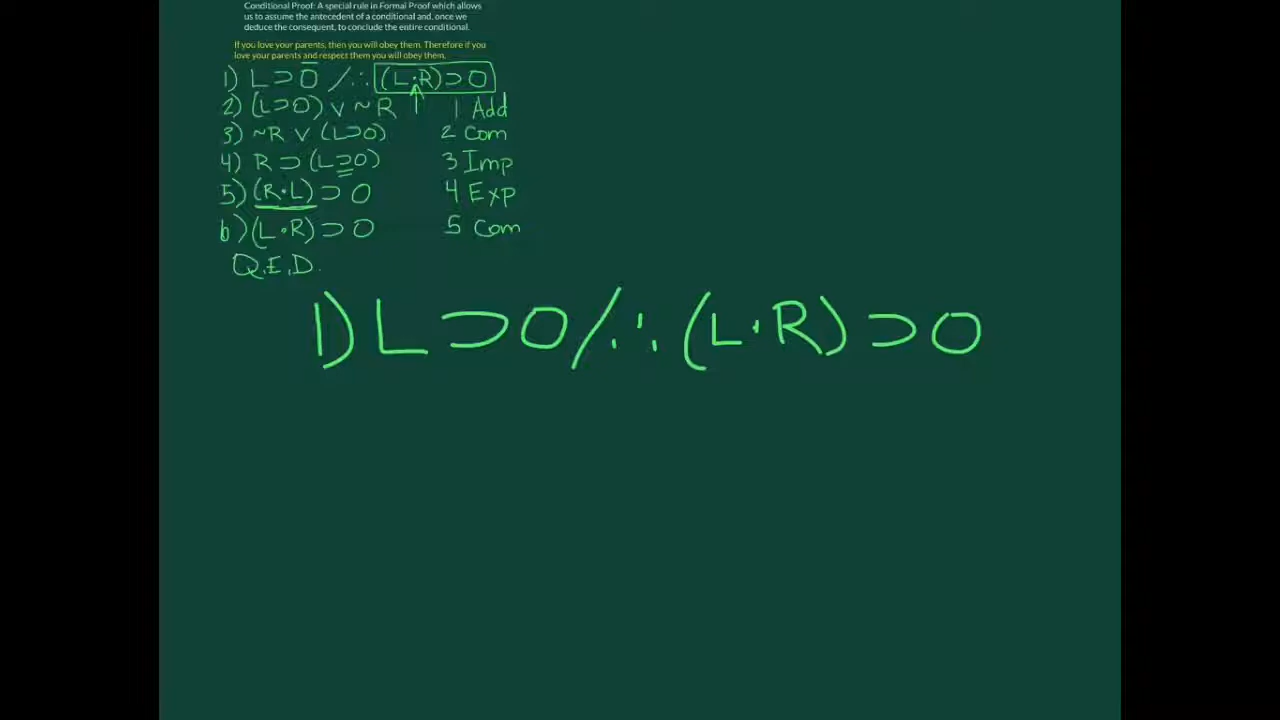 Conditional Proof: A special rule in Formal Proof which allows
us to assume the antecedent of a conditional and, once we
deduce the consequent, to conclude the entire conditional.
If you love your parents, then you will obey them. Therefore if you
love your parents and respect them you will obey them.
1) L ⊃ O /∴ (L·R) ⊃ O
2) (L⊃O) v ~R 1 Add
3) ~R v (L⊃O) 2 Com
4) R ⊃ (L⊃O) 3 Imp
5) (R·L) ⊃ O 4 Exp
6) (L·R) ⊃ O 5 Com
Q.E.D.
1) L ⊃ O /∴ (L·R) ⊃ O